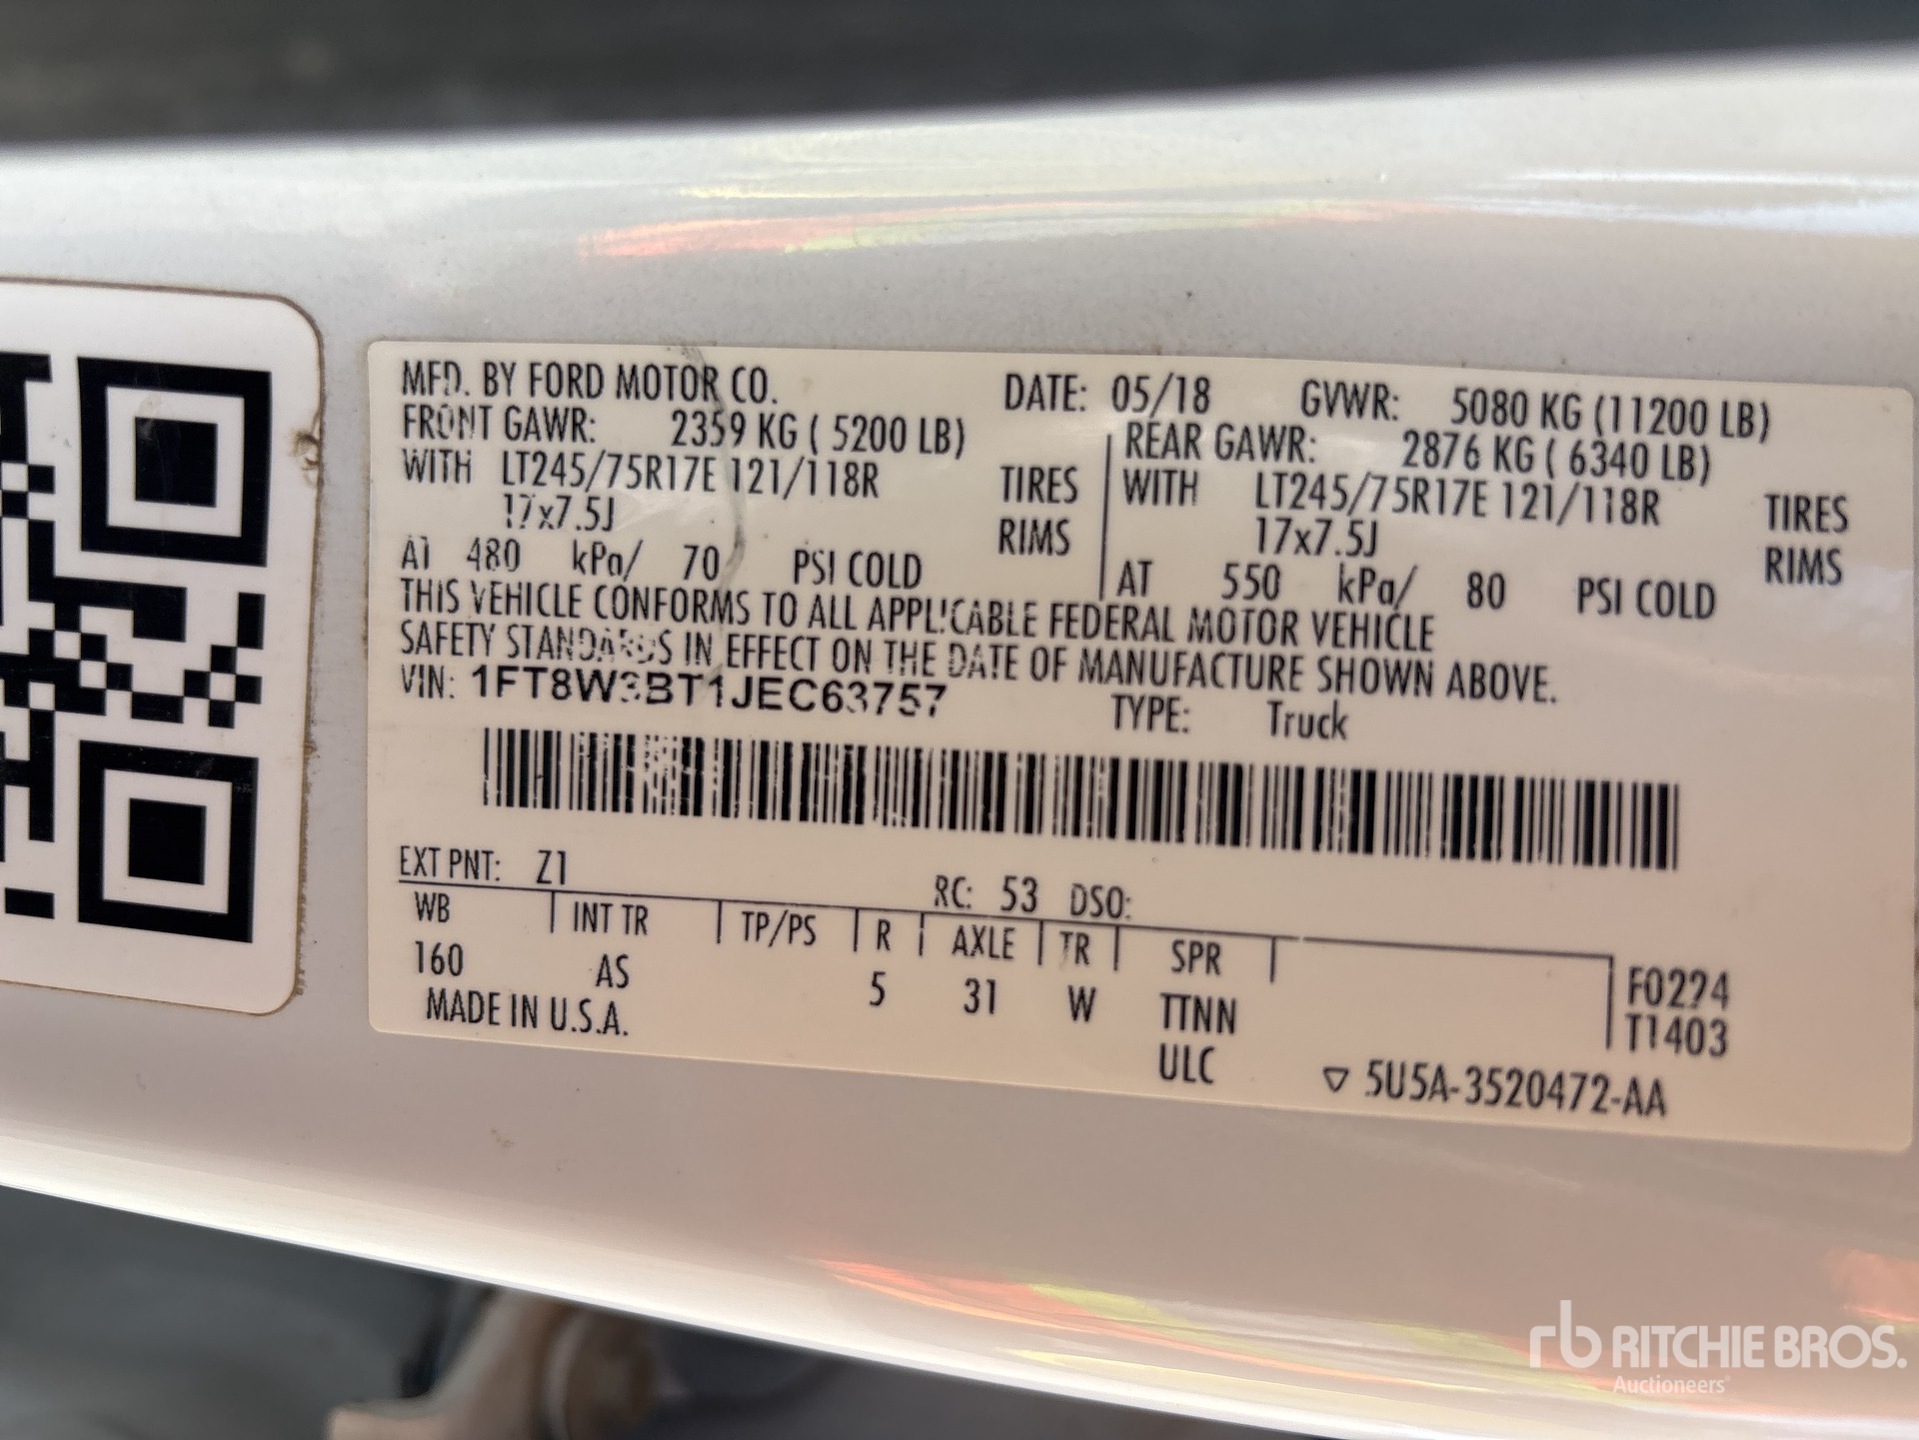 MFD. BY FORD MOTOR CO. DATE: 05/18 GVWR: 5080 KG (11200 LB)
FRONT GAWR: 2359 KG ( 5200 LB) REAR GAWR: 2876 KG ( 6340 LB)
WITH LT245/75R17E 121/118R TIRES WITH LT245/75R17E 121/118R TIRES
17x7.5J RIMS 17x7.5J RIMS
AT 480 kPa/ 70 PSI COLD AT 550 kPa/ 80 PSI COLD
THIS VEHICLE CONFORMS TO ALL APPLICABLE FEDERAL MOTOR VEHICLE
SAFETY STANDARDS IN EFFECT ON THE DATE OF MANUFACTURE SHOWN ABOVE.
VIN: 1FT8W3BT1JEC63757 TYPE: Truck
EXT PNT: Z1 RC: 53 DSO:
WB INT TR TP/PS R AXLE TR SPR
160 AS 5 31 W TTNN F0224
MADE IN U.S.A. ULC T1403
▽ 5U5A-3520472-AA
rb RITCHIE BROS.
Auctioneers